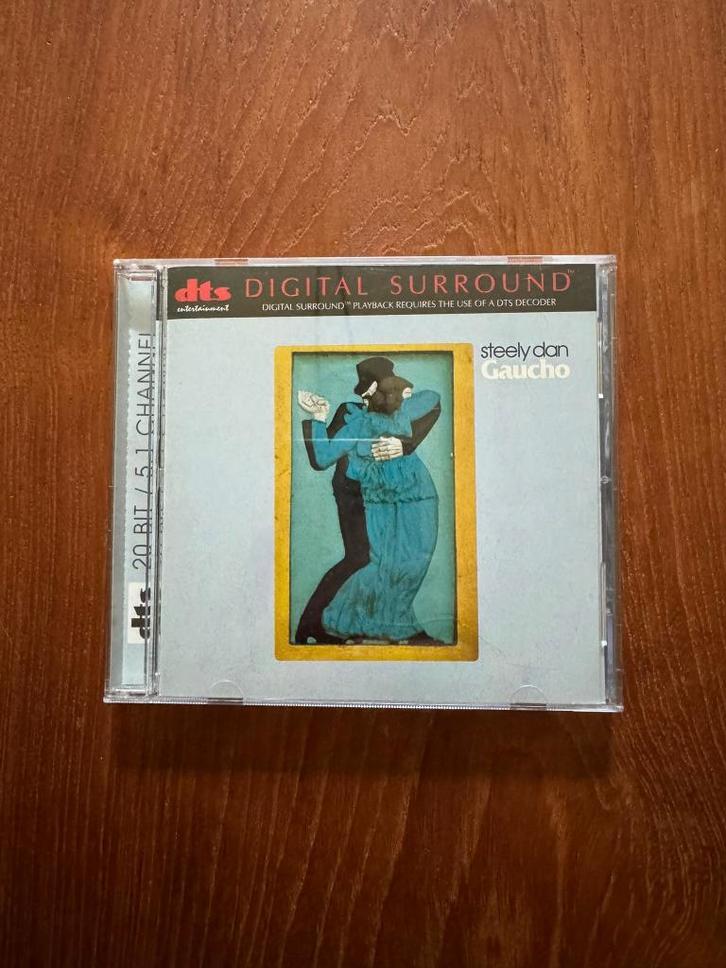 dts DIGITAL SURROUND™
entertainment
DIGITAL SURROUND™ PLAYBACK REQUIRES THE USE OF A DTS DECODER
steely dan
Gaucho
dts 20 BIT / 5.1 CHANNEL